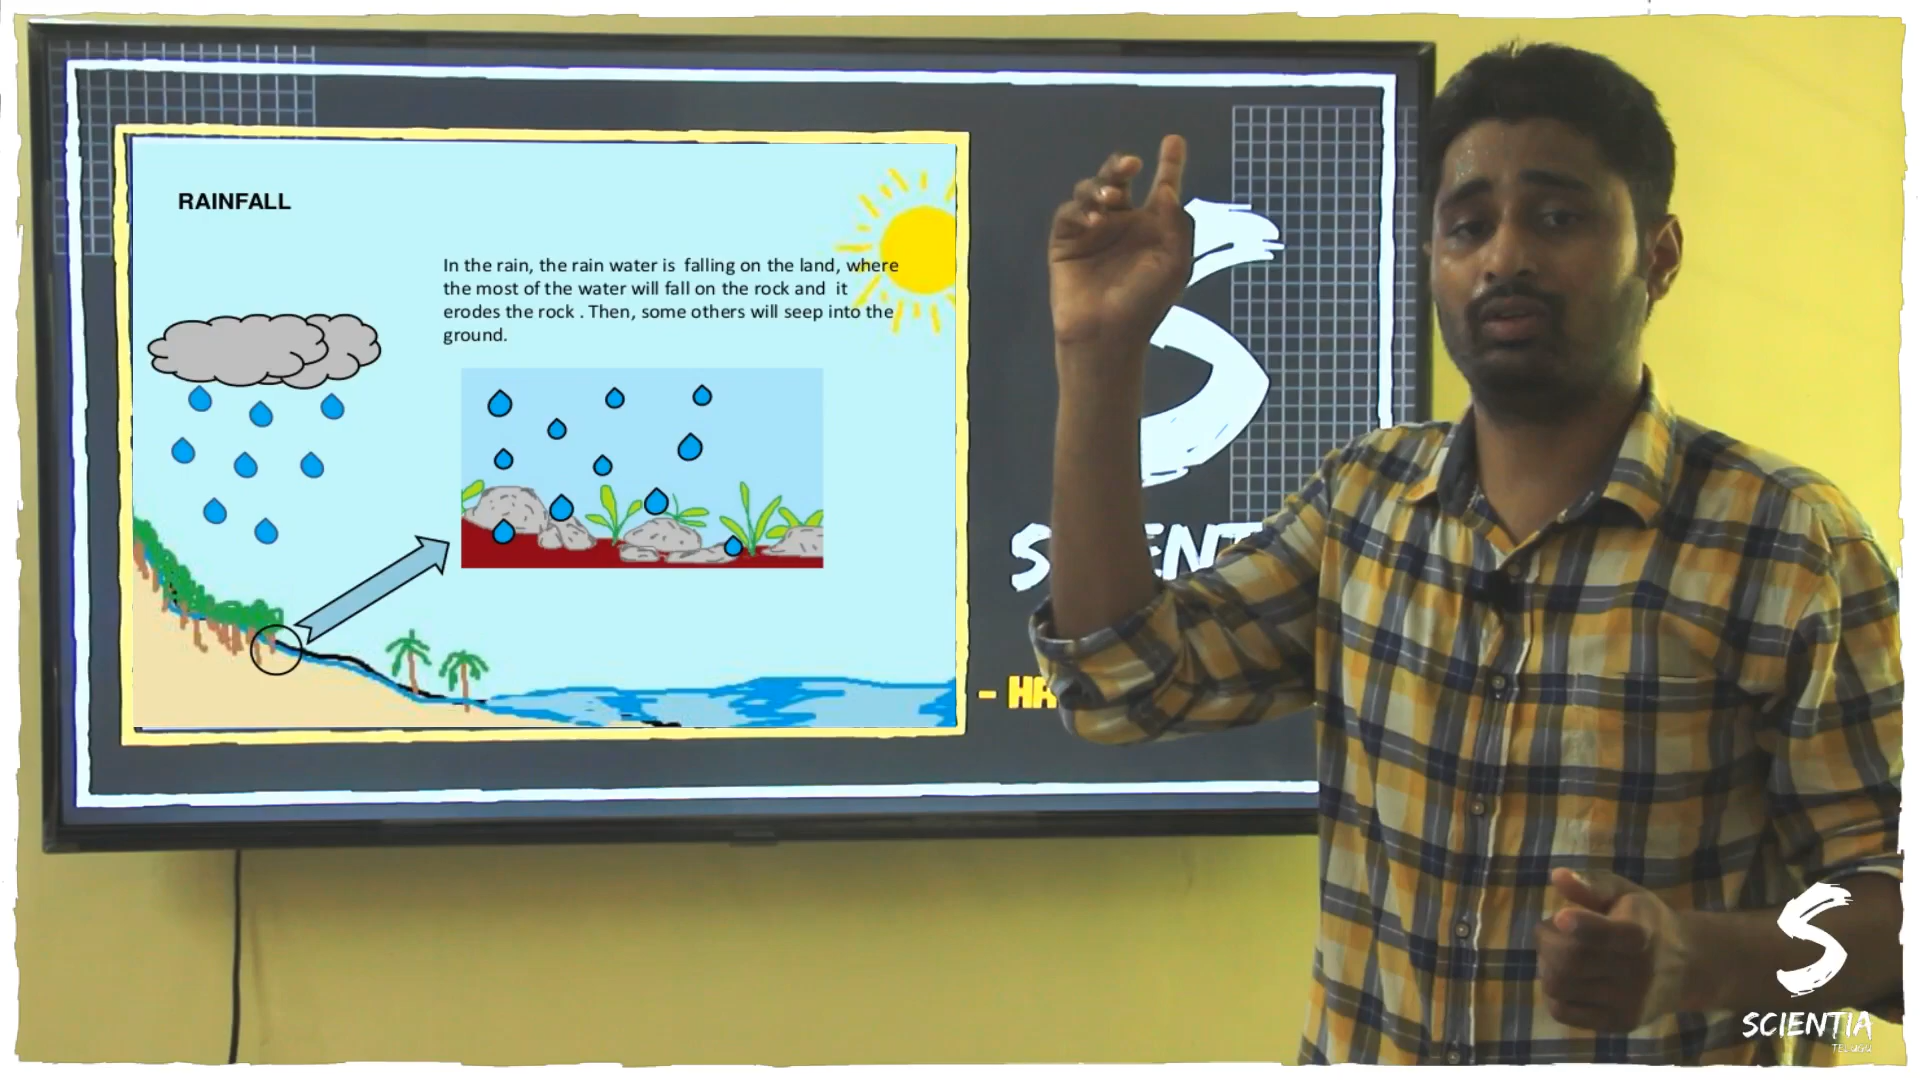 RAINFALL
In the rain, the rain water is falling on the land, where
the most of the water will fall on the rock and it
erodes the rock . Then, some others will seep into the
ground.
SCIENTIA
TELUGU